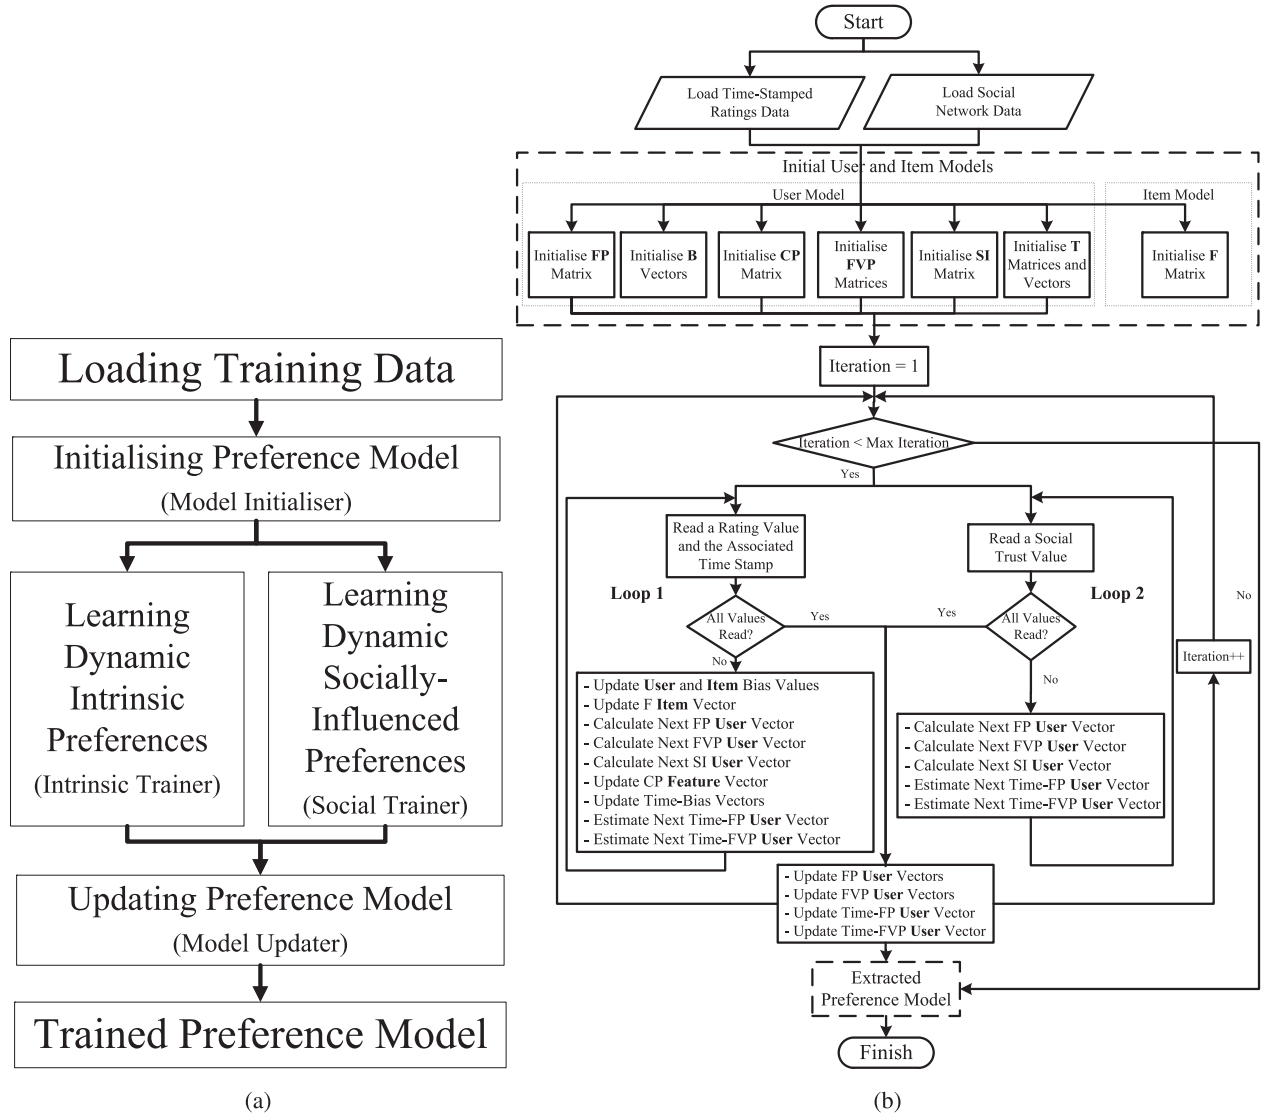 Loading Training Data
Initialising Preference Model
(Model Initialiser)
Learning
Dynamic
Intrinsic
Preferences
(Intrinsic Trainer)
Learning
Dynamic
Socially-
Influenced
Preferences
(Social Trainer)
Updating Preference Model
(Model Updater)
Trained Preference Model
(a)
Start
Load Time-Stamped
Ratings Data
Load Social
Network Data
Initial User and Item Models
User Model
Item Model
Initialise FP
Matrix
Initialise B
Vectors
Initialise CP
Matrix
Initialise
FVP
Matrices
Initialise SI
Matrix
Initialise T
Matrices and
Vectors
Initialise F
Matrix
Iteration = 1
Iteration < Max Iteration
Yes
No
Read a Rating Value
and the Associated
Time Stamp
Read a Social
Trust Value
Loop 1
Loop 2
All Values
Read?
Yes
Yes
All Values
Read?
No
No
Iteration++
- Update User and Item Bias Values
- Update F Item Vector
- Calculate Next FP User Vector
- Calculate Next FVP User Vector
- Calculate Next SI User Vector
- Update CP Feature Vector
- Update Time-Bias Vectors
- Estimate Next Time-FP User Vector
- Estimate Next Time-FVP User Vector
- Calculate Next FP User Vector
- Calculate Next FVP User Vector
- Calculate Next SI User Vector
- Estimate Next Time-FP User Vector
- Estimate Next Time-FVP User Vector
- Update FP User Vectors
- Update FVP User Vectors
- Update Time-FP User Vector
- Update Time-FVP User Vector
Extracted
Preference Model
Finish
(b)